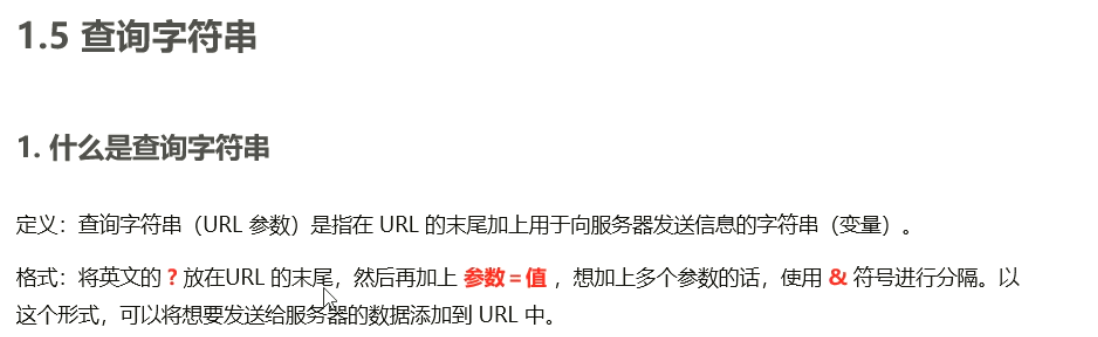 1.5 查询字符串
1. 什么是查询字符串
定义：查询字符串（URL 参数）是指在 URL 的末尾加上用于向服务器发送信息的字符串（变量）。
格式：将英文的 ? 放在URL 的末尾，然后再加上 参数=值 ，想加上多个参数的话，使用 & 符号进行分隔。以
这个形式，可以将想要发送给服务器的数据添加到 URL 中。